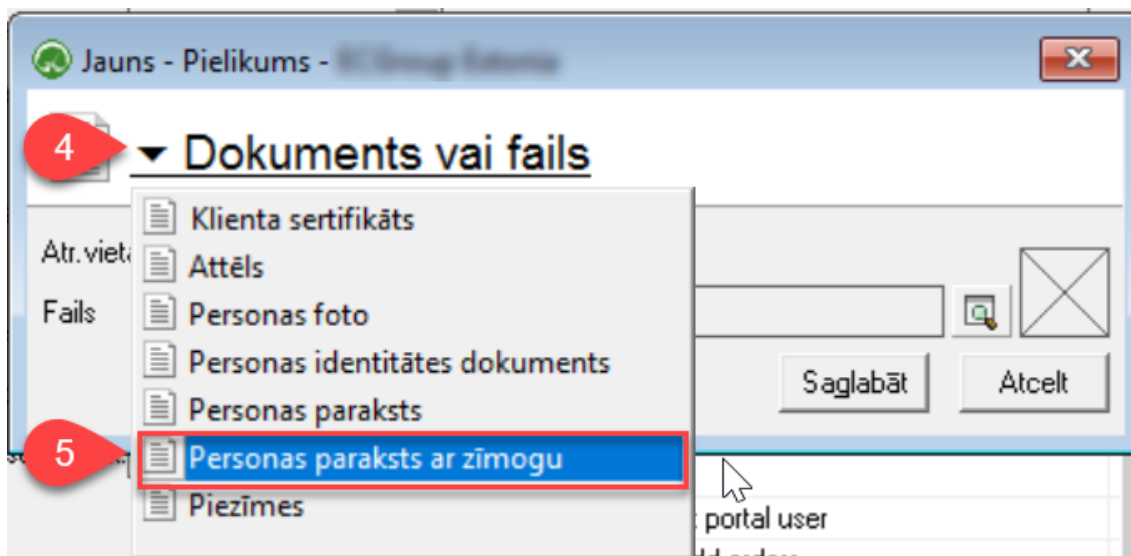 Jauns - Pielikums -
4
Dokuments vai fails
Klienta sertifikāts
Atr.vieta
Attēls
Fails
Personas foto
Personas identitātes dokuments
Saglabāt
Atcelt
Personas paraksts
5
Personas paraksts ar zīmogu
Piezīmes
portal user